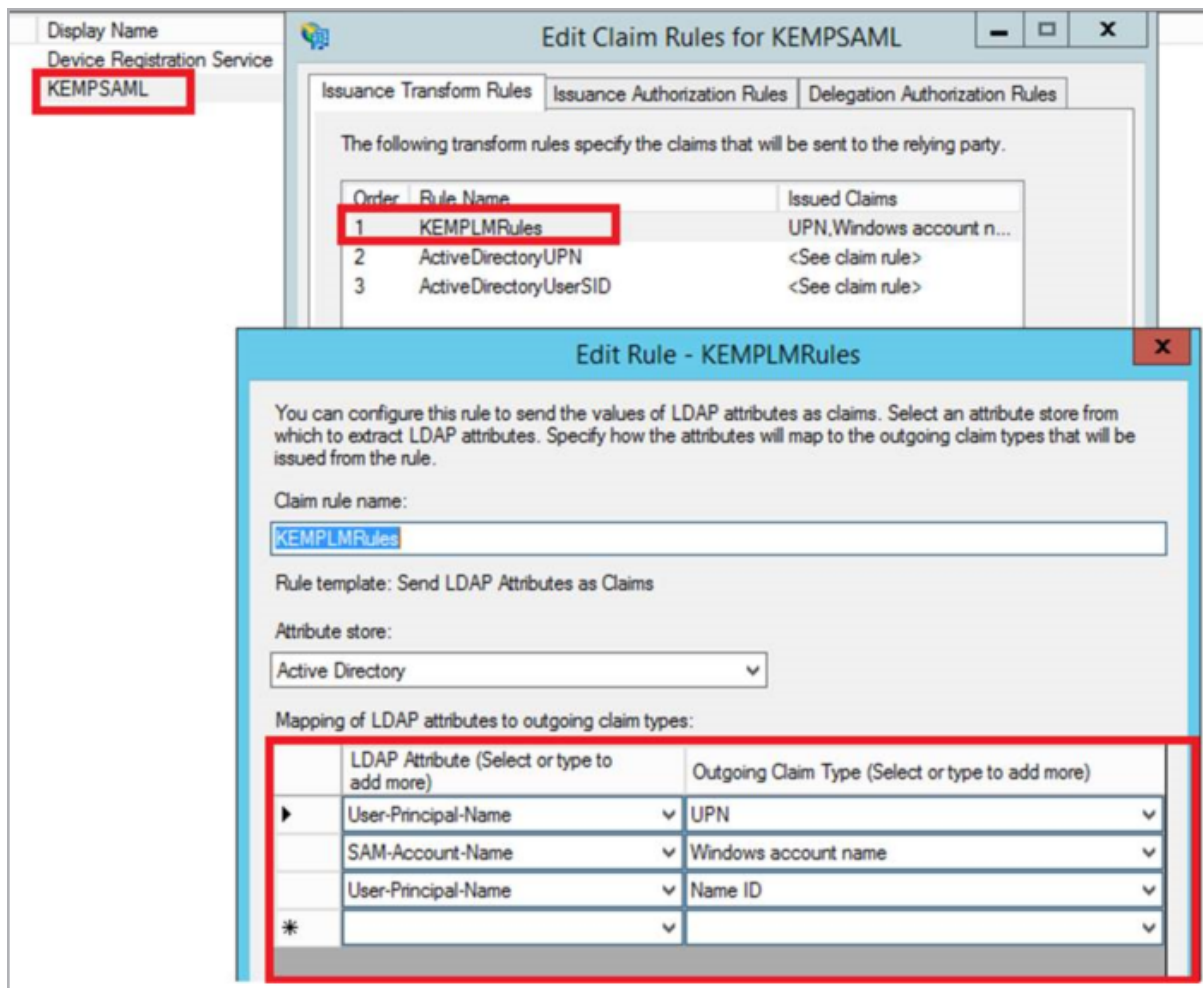 Display Name
Device Registration Service
KEMPSAML
Edit Claim Rules for KEMPSAML
Issuance Transform Rules
Issuance Authorization Rules
Delegation Authorization Rules
The following transform rules specify the claims that will be sent to the relying party.
Order Rule Name Issued Claims
1 KEMPLMRules UPN,Windows account n...
2 ActiveDirectoryUPN <See claim rule>
3 ActiveDirectoryUserSID <See claim rule>
Edit Rule - KEMPLMRules
You can configure this rule to send the values of LDAP attributes as claims. Select an attribute store from
which to extract LDAP attributes. Specify how the attributes will map to the outgoing claim types that will be
issued from the rule.
Claim rule name:
KEMPLMRules
Rule template: Send LDAP Attributes as Claims
Attribute store:
Active Directory
Mapping of LDAP attributes to outgoing claim types:
LDAP Attribute (Select or type to
add more)
Outgoing Claim Type (Select or type to add more)
User-Principal-Name UPN
SAM-Account-Name Windows account name
User-Principal-Name Name ID